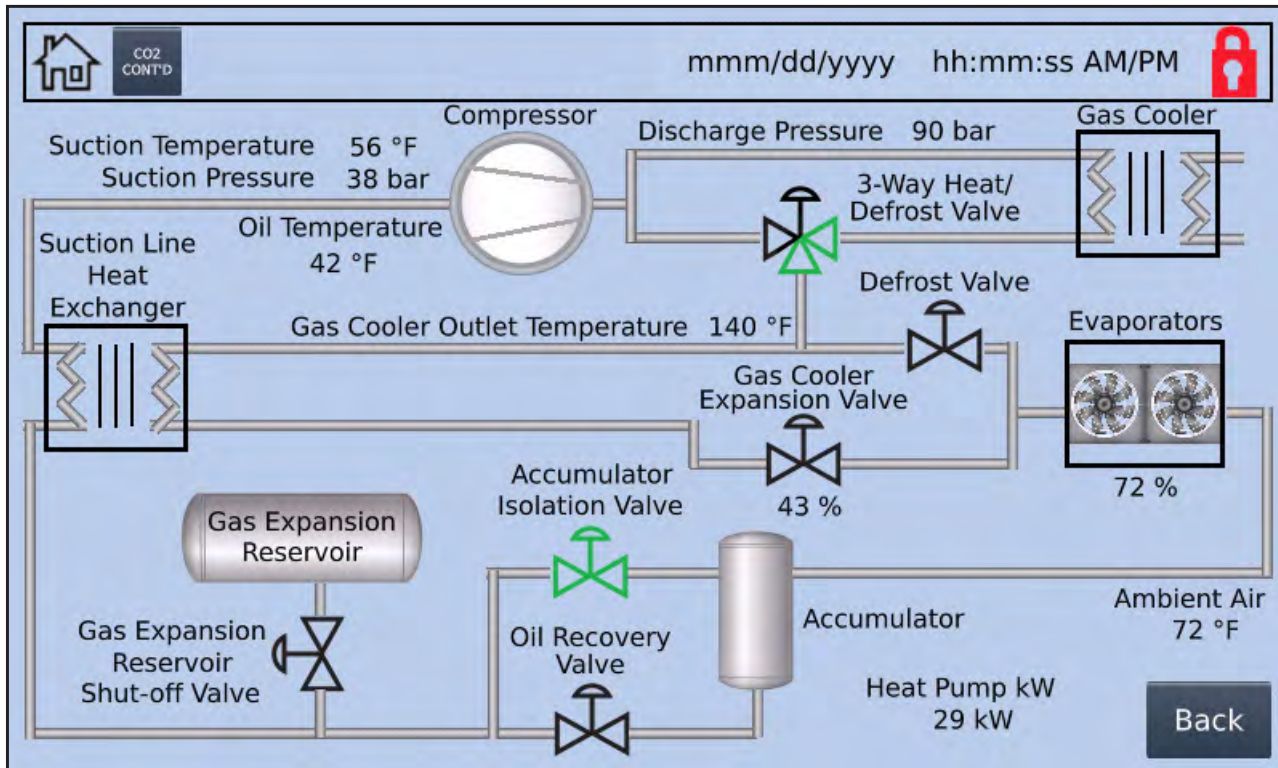 CO2
CONT'D
mmm/dd/yyyy hh:mm:ss AM/PM
Compressor
Discharge Pressure 90 bar
Gas Cooler
Suction Temperature 56 °F
Suction Pressure 38 bar
3-Way Heat/
Defrost Valve
Oil Temperature
42 °F
Suction Line
Heat
Exchanger
Defrost Valve
Gas Cooler Outlet Temperature 140 °F
Evaporators
72 %
Gas Cooler
Expansion Valve
43 %
Accumulator
Isolation Valve
Gas Expansion
Reservoir
Ambient Air
72 °F
Accumulator
Gas Expansion
Reservoir
Shut-off Valve
Oil Recovery
Valve
Heat Pump kW
29 kW
Back